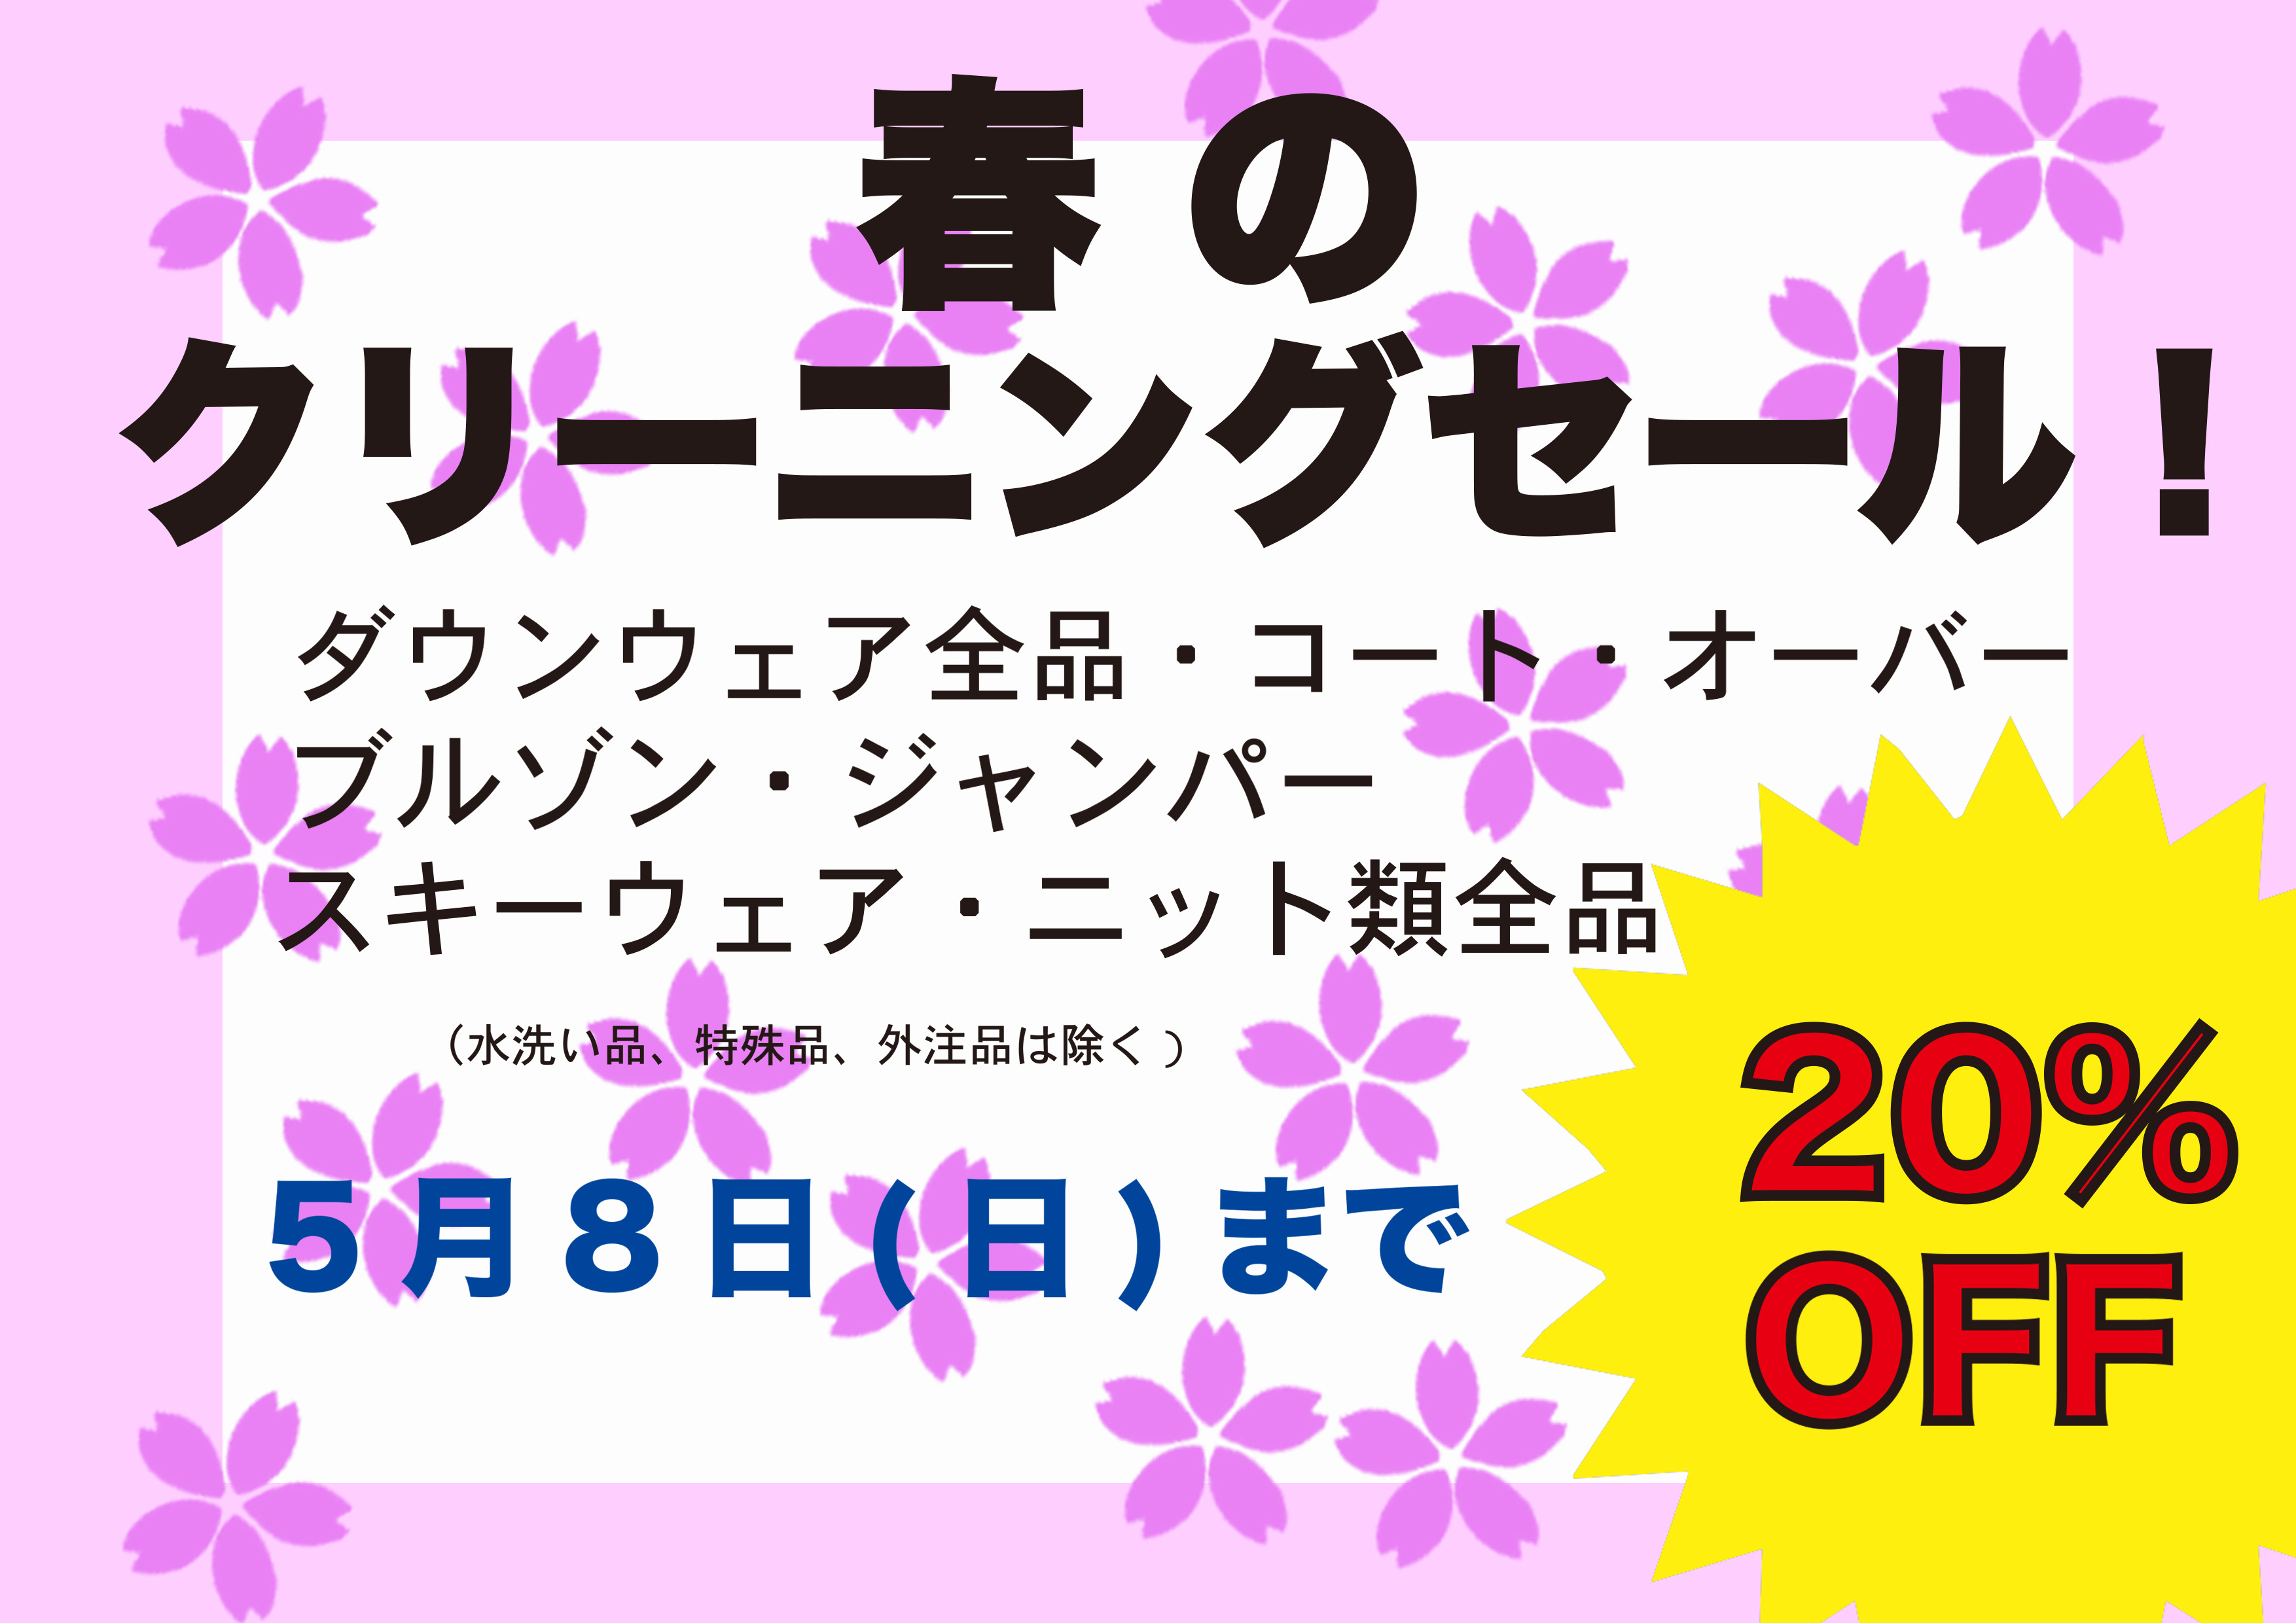 春の
クリーニングセール！
ダウンウェア全品・コート・オーバー
ブルゾン・ジャンパー
スキーウェア・ニット類全品
（水洗い品、特殊品、外注品は除く）
5月8日(日)まで
20%
OFF